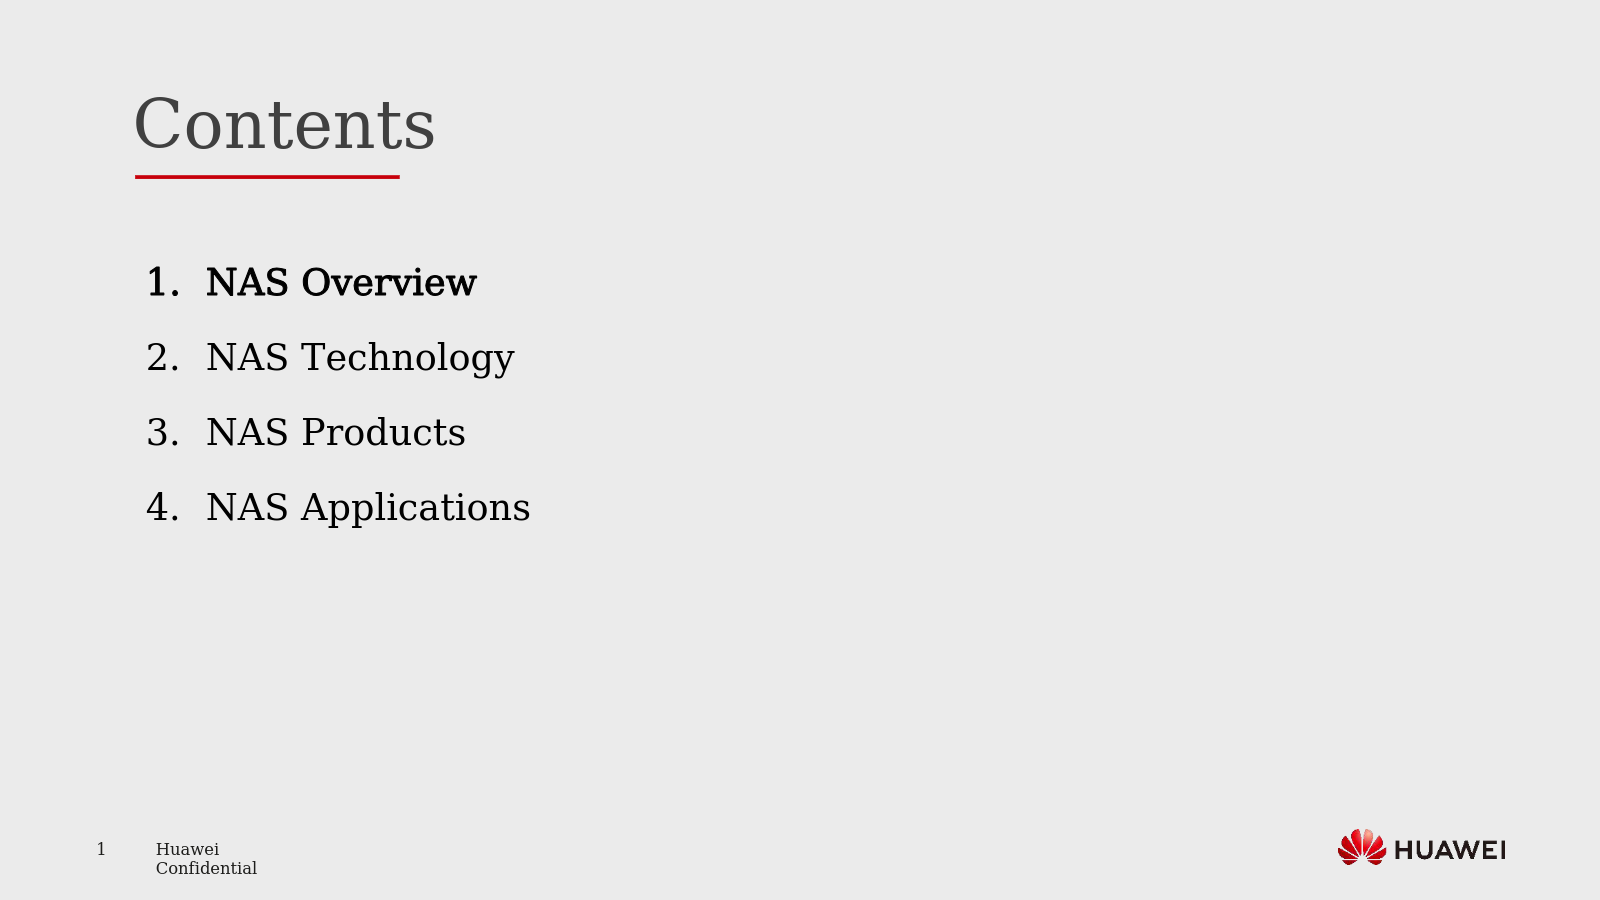 Contents
1. NAS Overview
2. NAS Technology
3. NAS Products
4. NAS Applications
1
Huawei
Confidential
HUAWEI